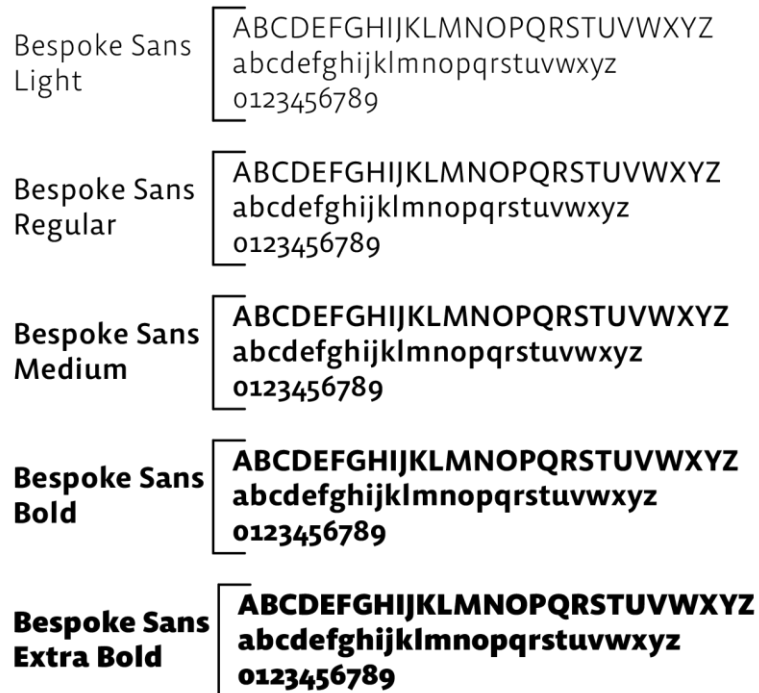 Bespoke Sans
Light
ABCDEFGHIJKLMNOPQRSTUVWXYZ
abcdefghijklmnopqrstuvwxyz
0123456789
Bespoke Sans
Regular
ABCDEFGHIJKLMNOPQRSTUVWXYZ
abcdefghijklmnopqrstuvwxyz
0123456789
Bespoke Sans
Medium
ABCDEFGHIJKLMNOPQRSTUVWXYZ
abcdefghijklmnopqrstuvwxyz
0123456789
Bespoke Sans
Bold
ABCDEFGHIJKLMNOPQRSTUVWXYZ
abcdefghijklmnopqrstuvwxyz
0123456789
Bespoke Sans
Extra Bold
ABCDEFGHIJKLMNOPQRSTUVWXYZ
abcdefghijklmnopqrstuvwxyz
0123456789